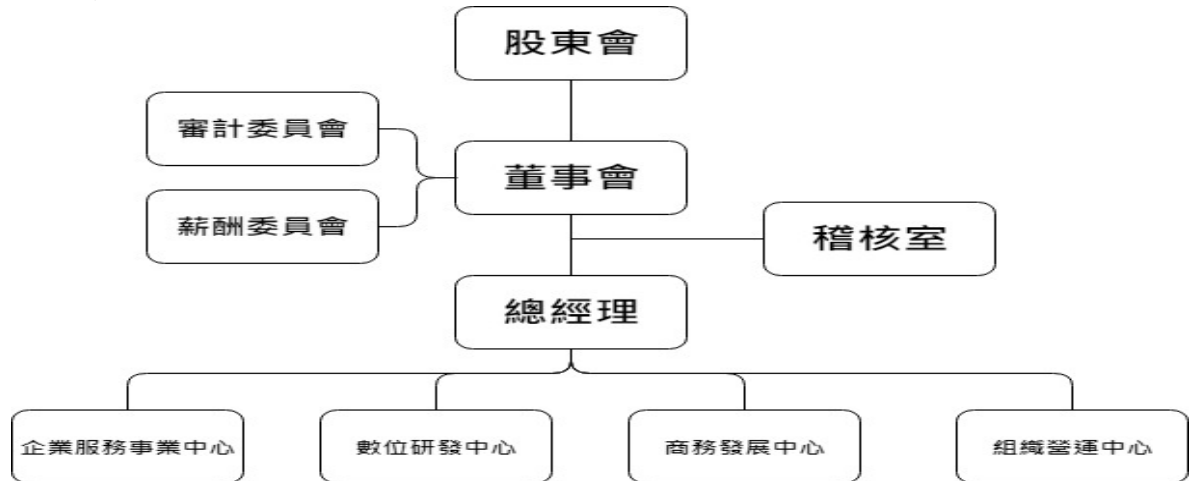 股東會
審計委員會
董事會
薪酬委員會
稽核室
總經理
企業服務事業中心
數位研發中心
商務發展中心
組織營運中心